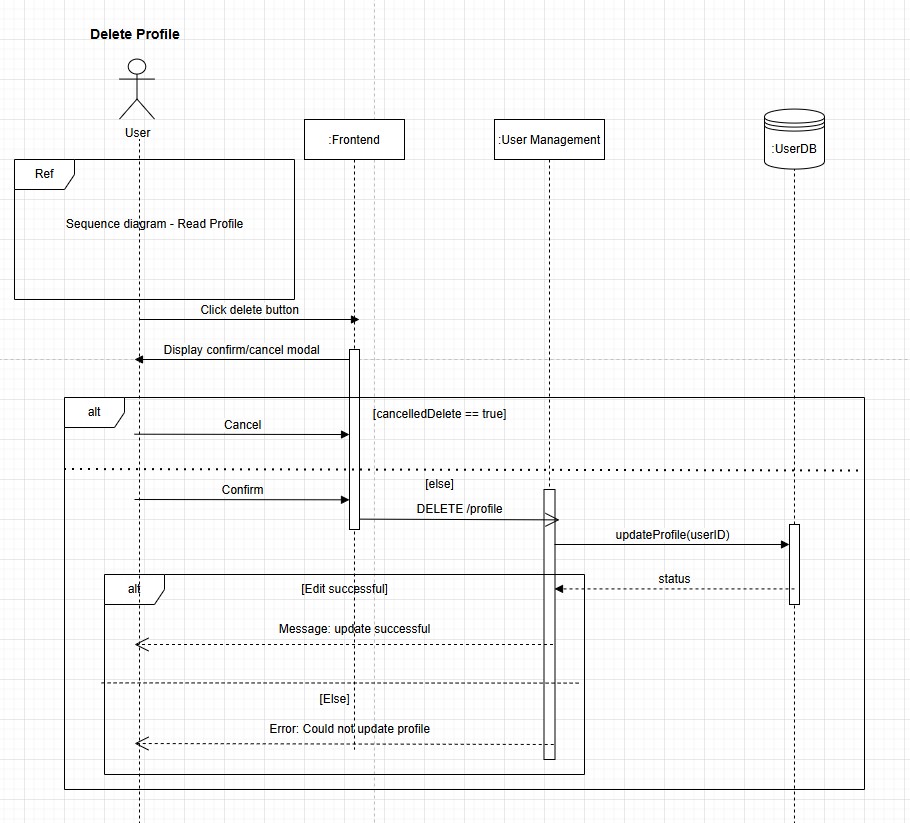 Delete Profile
User
:Frontend
:User Management
:UserDB
Ref
Sequence diagram - Read Profile
Click delete button
Display confirm/cancel modal
alt
[cancelledDelete == true]
Cancel
[else]
Confirm
DELETE /profile
updateProfile(userID)
status
alt
[Edit successful]
Message: update successful
[Else]
Error: Could not update profile